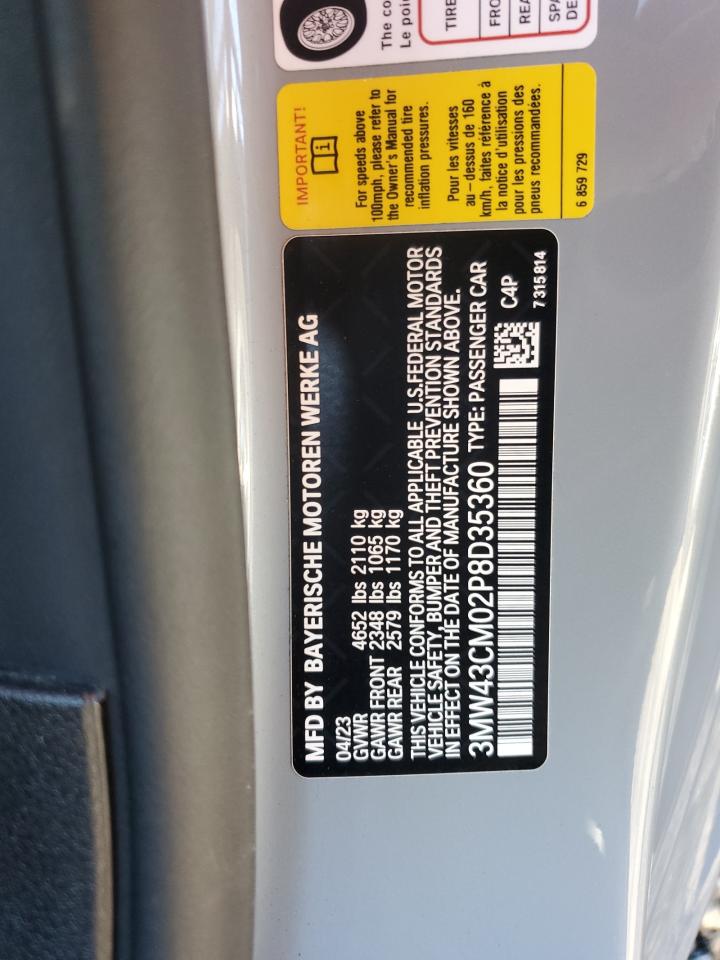 The co
Le poi
TIRE
FRO
REA
SPA
DE
IMPORTANT!
For speeds above
100mph, please refer to
the Owner's Manual for
recommended tire
inflation pressures.
Pour les vitesses
au – dessus de 160
km/h, faites référence à
la notice d'utilisation
pour les pressions des
pneus recommandées.
6 859 729
MFD BY BAYERISCHE MOTOREN WERKE AG
04/23
GVWR 4652 lbs 2110 kg
GAWR FRONT 2348 lbs 1065 kg
GAWR REAR 2579 lbs 1170 kg
THIS VEHICLE CONFORMS TO ALL APPLICABLE U.S.FEDERAL MOTOR
VEHICLE SAFETY, BUMPER AND THEFT PREVENTION STANDARDS
IN EFFECT ON THE DATE OF MANUFACTURE SHOWN ABOVE.
3MW43CM02P8D35360 TYPE: PASSENGER CAR
C4P
7 315 814